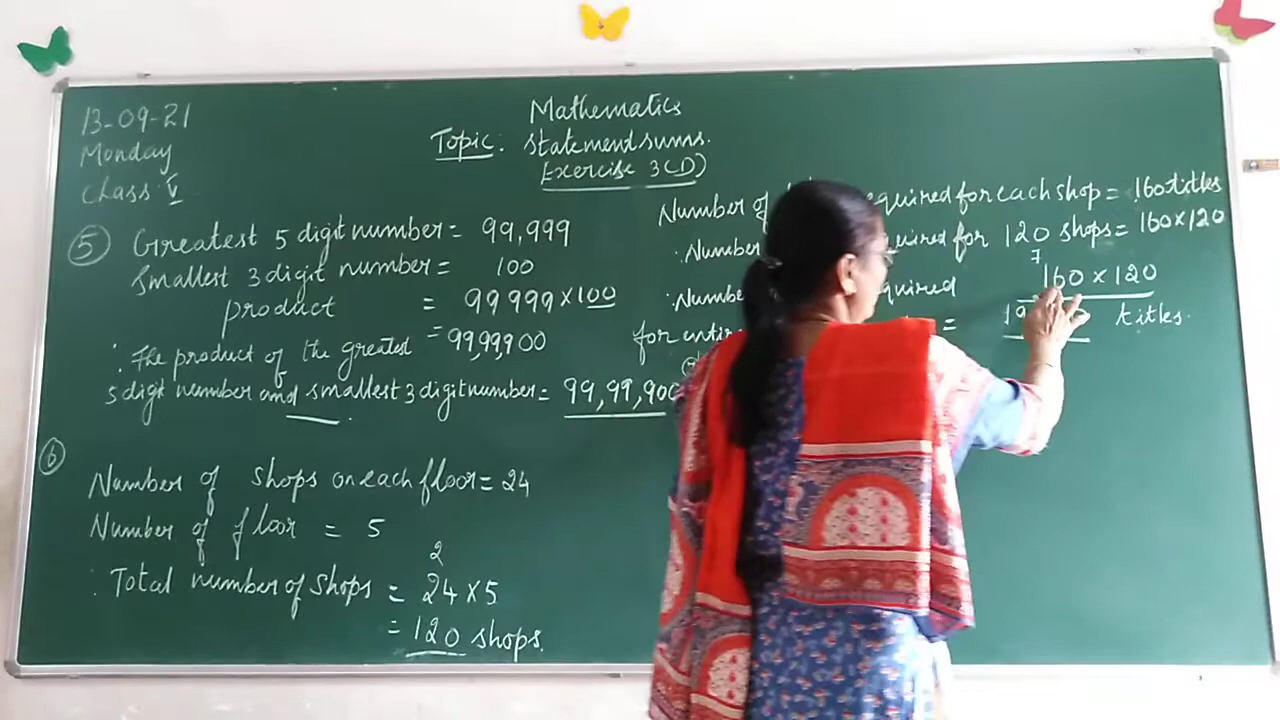 13-09-21
Monday
Class : V
Mathematics
Topic: Statement sums.
Exercise 3(D)
5 Greatest 5 digit number = 99,999
Smallest 3 digit number = 100
product = 99999 × 100
= 99,99,900
∴ The product of the greatest
5 digit number and smallest 3 digit number = 99,99,900
6
Number of shops on each floor = 24
Number of floor = 5
2
∴ Total number of shops = 24 × 5
= 120 shops.
Number of required for each shop = 160 titles
∴ Number required for 120 shops = 160 × 120
7
160 × 120
∴ Number required
for = titles.